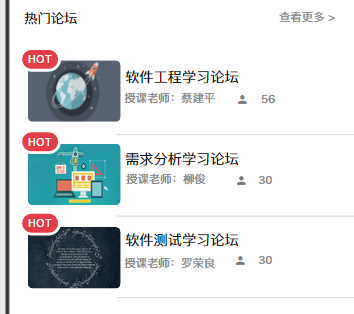 热门论坛 查看更多 >
HOT
软件工程学习论坛
授课老师：蔡建平 56
HOT
需求分析学习论坛
授课老师：柳俊 30
HOT
软件测试学习论坛
授课老师：罗荣良 30